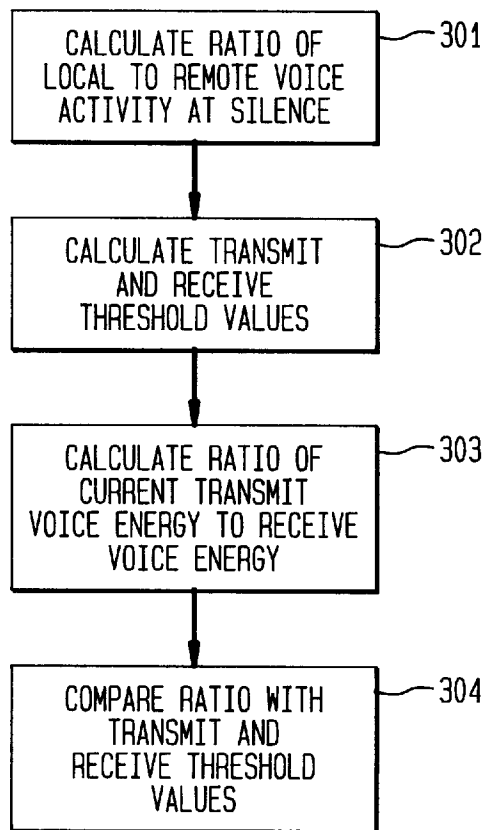 CALCULATE RATIO OF
LOCAL TO REMOTE VOICE
ACTIVITY AT SILENCE
301
CALCULATE TRANSMIT
AND RECEIVE
THRESHOLD VALUES
302
CALCULATE RATIO OF
CURRENT TRANSMIT
VOICE ENERGY TO RECEIVE
VOICE ENERGY
303
COMPARE RATIO WITH
TRANSMIT AND
RECEIVE THRESHOLD
VALUES
304